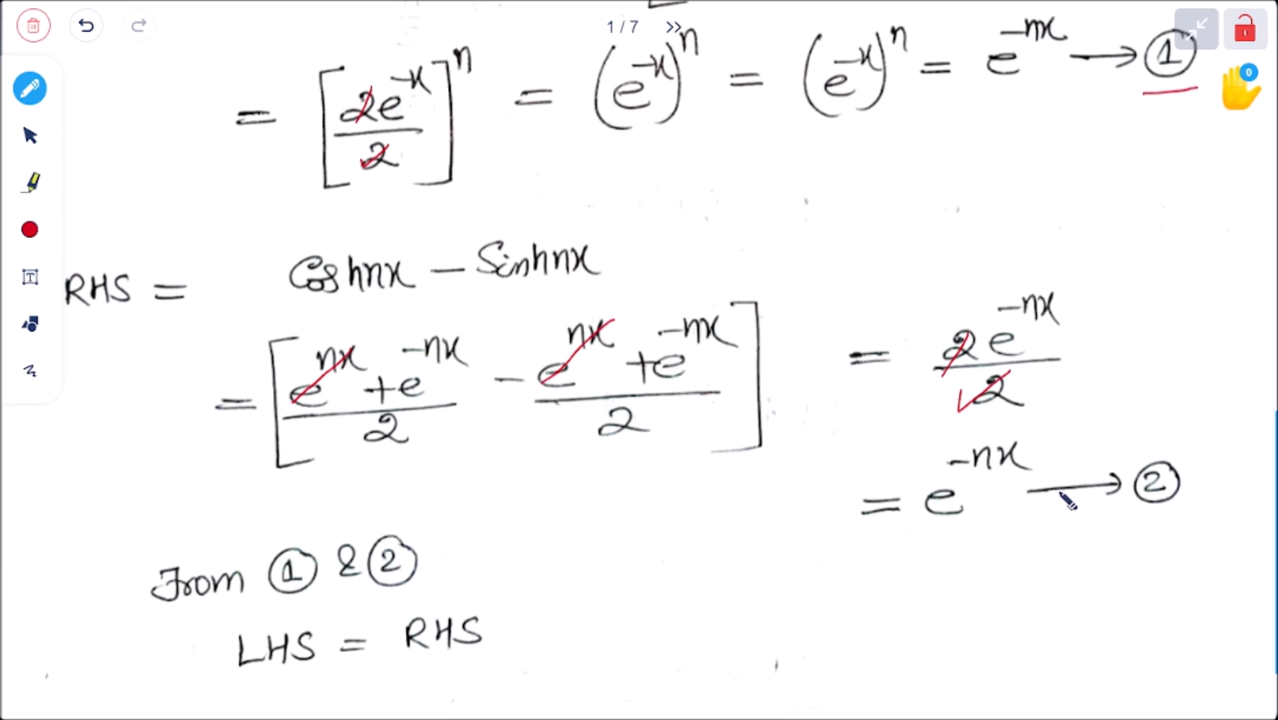 1 / 7 >>
0
= [2e^-x / 2]^n = (e^-x)^n = (e^-x)^n = e^-nx → ①
RHS = Coshnx - Sinhnx
= [e^nx + e^-nx / 2 - e^nx + e^-nx / 2] = 2e^-nx / 2
= e^-nx → ②
From ① & ②
LHS = RHS